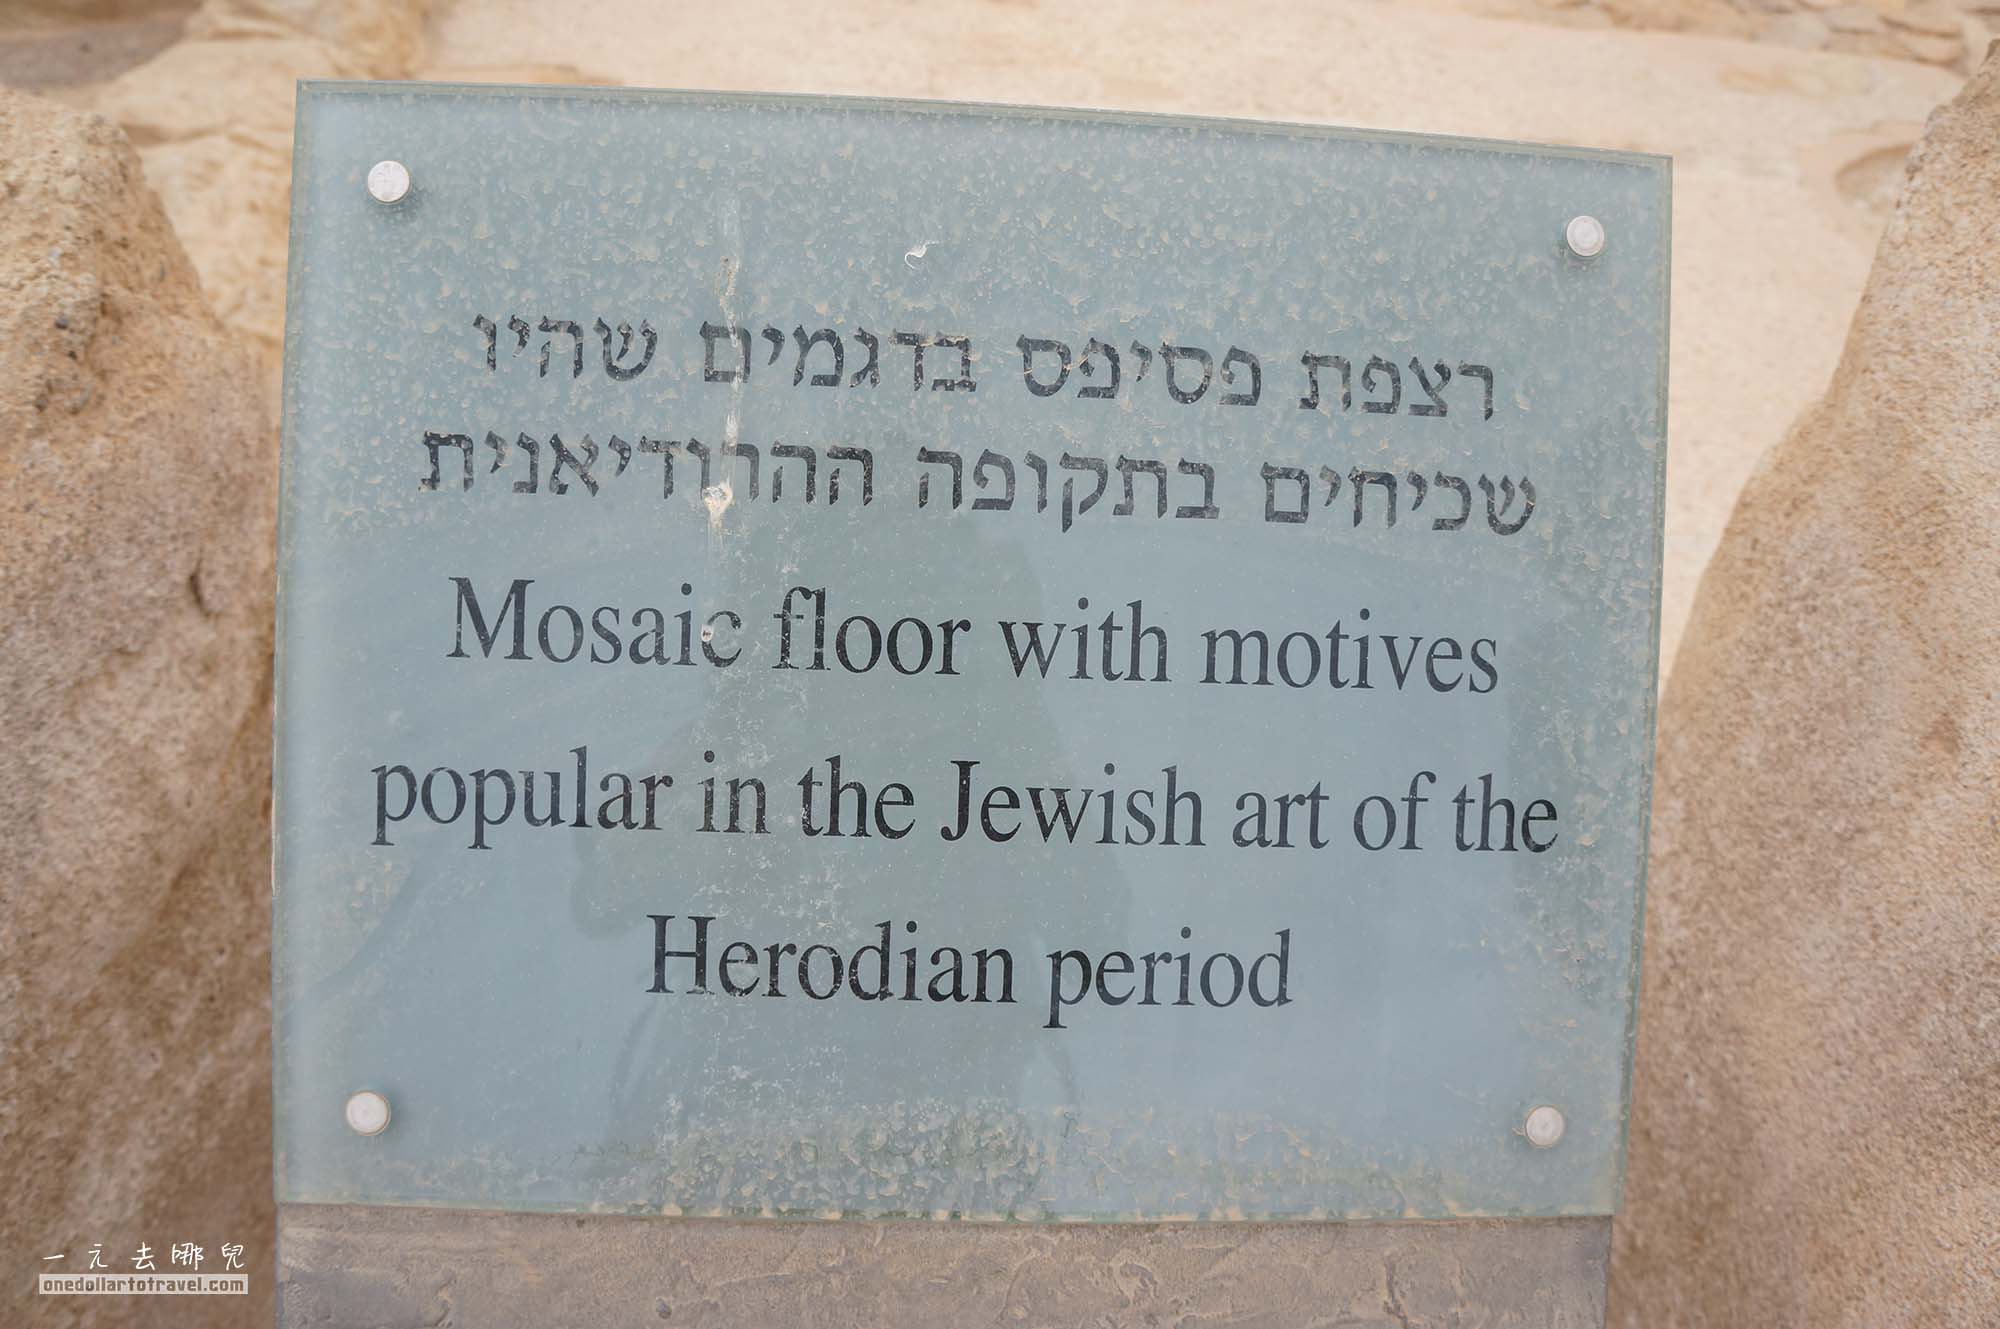 רצפת פסיפס בדגמים שהיו
שכיחים בתקופה ההרודיאנית
Mosaic floor with motives
popular in the Jewish art of the
Herodian period
一元去哪兒
onedollartotravel.com